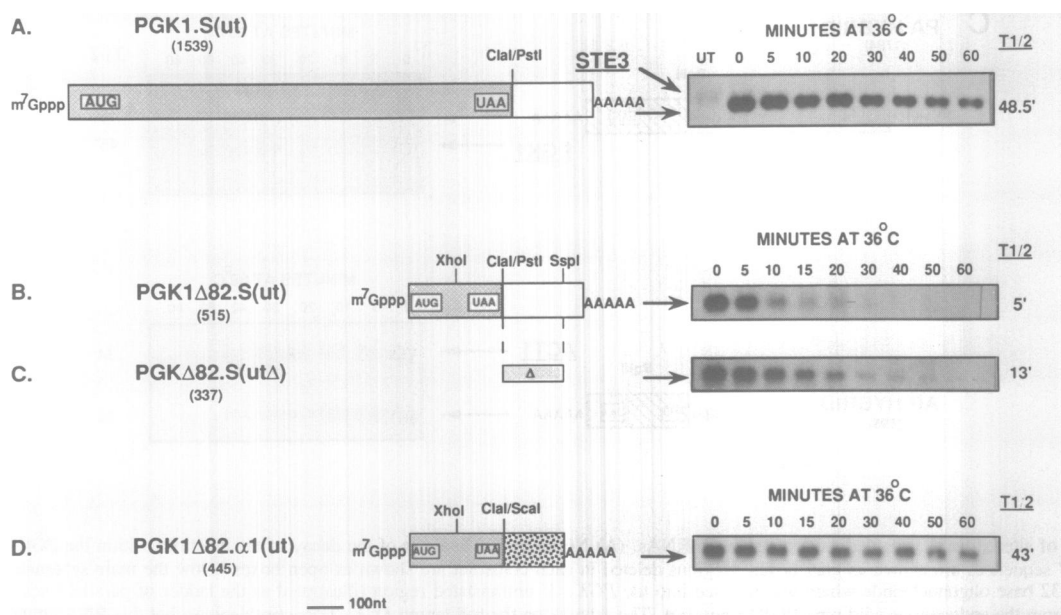 A.
PGK1.S(ut)
(1539)
ClaI/PstI
m7Gppp
AUG
UAA
AAAAA
STE3
MINUTES AT 36°C
UT 0 5 10 15 20 30 40 50 60
T1/2
48.5'
B.
PGK1Δ82.S(ut)
(515)
XhoI ClaI/PstI SspI
m7Gppp
AUG
UAA
AAAAA
MINUTES AT 36°C
0 5 10 15 20 30 40 50 60
T1/2
5'
C.
PGKΔ82.S(utΔ)
(337)
Δ
13'
D.
PGK1Δ82.α1(ut)
(445)
XhoI ClaI/ScaI
m7Gppp
AUG
UAA
AAAAA
MINUTES AT 36°C
0 5 10 15 20 30 40 50 60
T1/2
43'
100nt